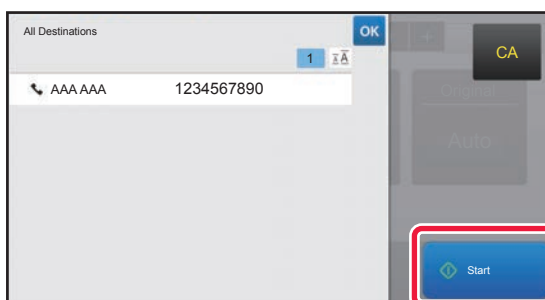 All Destinations
OK
1
AAA AAA 1234567890
CA
Original
Auto
Start